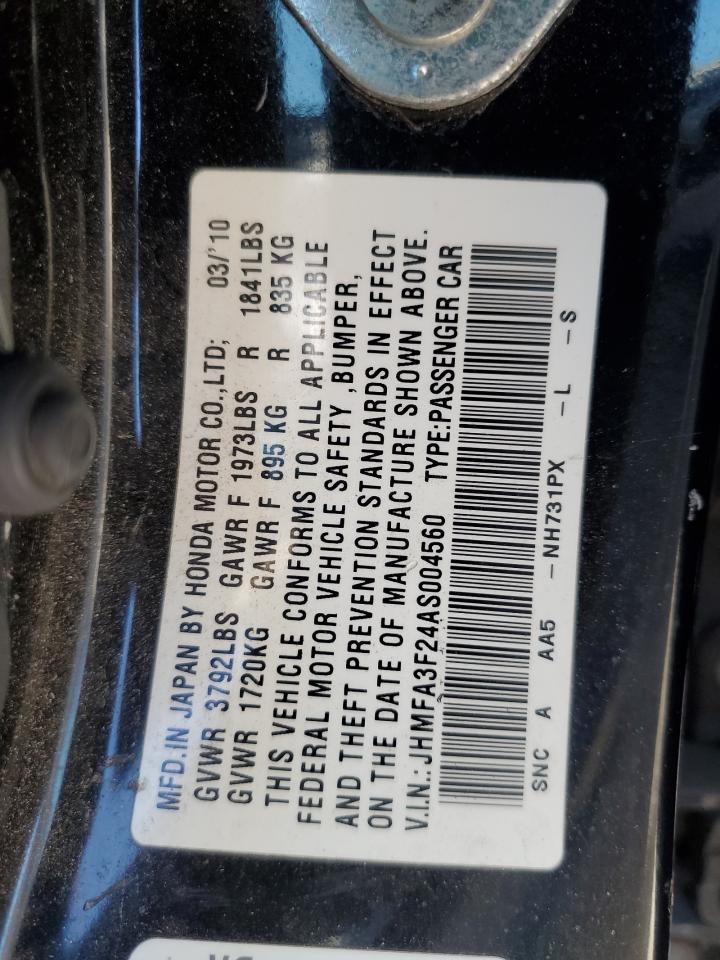 MFD. IN JAPAN BY HONDA MOTOR CO.,LTD; 03/'10
GVWR 3792LBS GAWR F 1973LBS R 1841LBS
GVWR 1720KG GAWR F 895 KG R 835 KG
THIS VEHICLE CONFORMS TO ALL APPLICABLE
FEDERAL MOTOR VEHICLE SAFETY ,BUMPER,
AND THEFT PREVENTION STANDARDS IN EFFECT
ON THE DATE OF MANUFACTURE SHOWN ABOVE.
V.I.N.: JHMFA3F24AS004560 TYPE:PASSENGER CAR
SNC A AA5 -NH731PX -L -S